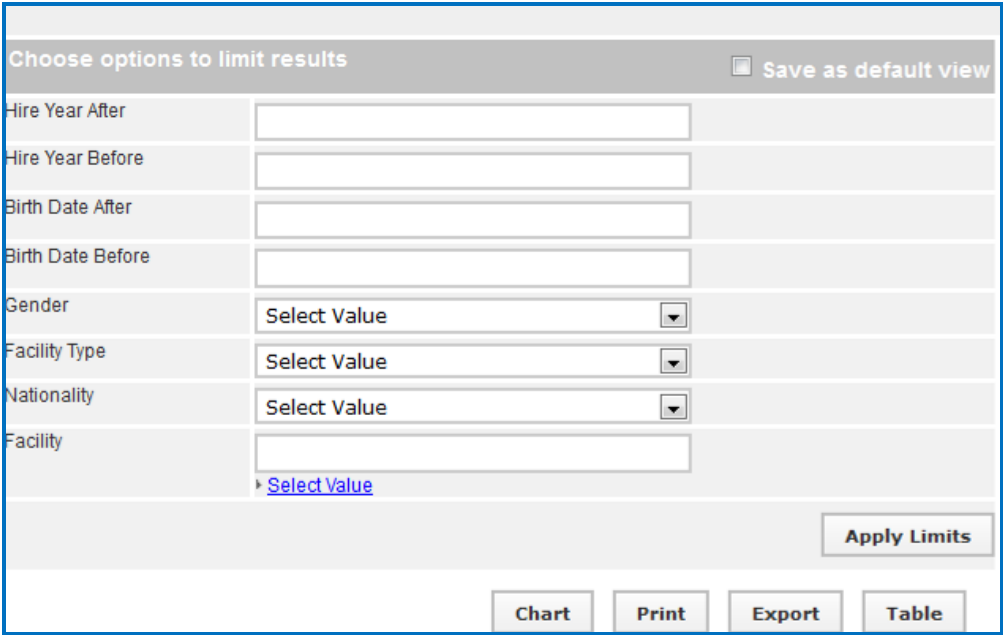 Choose options to limit results
Save as default view
Hire Year After
Hire Year Before
Birth Date After
Birth Date Before
Gender Select Value
Facility Type Select Value
Nationality Select Value
Facility
Select Value
Apply Limits
Chart Print Export Table